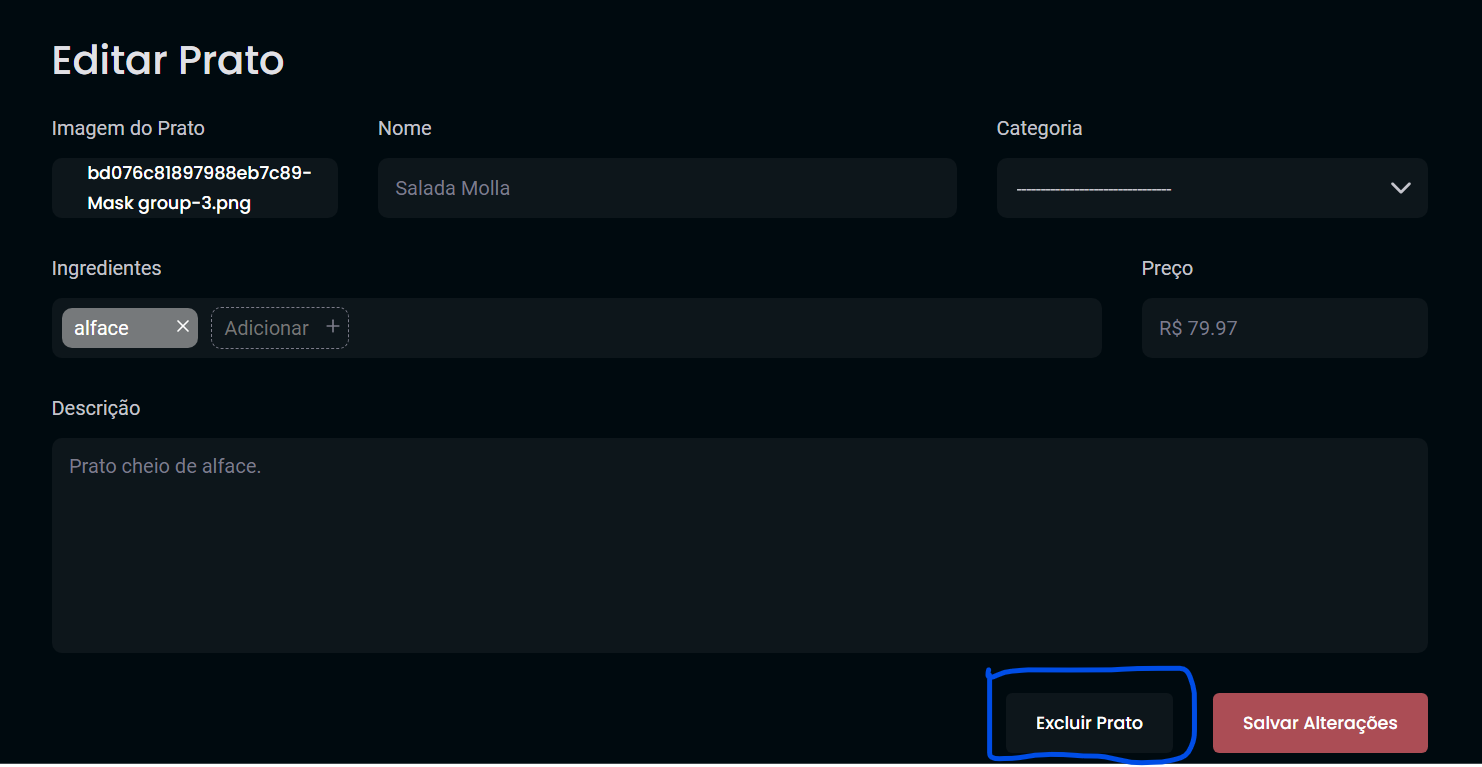 Editar Prato
Imagem do Prato
Nome
Categoria
bd076c81897988eb7c89-
Mask group-3.png
Salada Molla
-------------------------------
Ingredientes
Preço
alface
Adicionar
R$ 79.97
Descrição
Prato cheio de alface.
Excluir Prato
Salvar Alterações